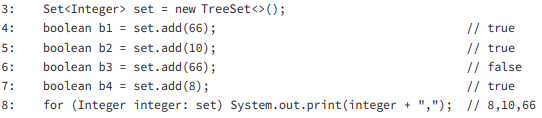 3: Set<Integer> set = new TreeSet<>();
4: boolean b1 = set.add(66); // true
5: boolean b2 = set.add(10); // true
6: boolean b3 = set.add(66); // false
7: boolean b4 = set.add(8); // true
8: for (Integer integer: set) System.out.print(integer + ","); // 8,10,66